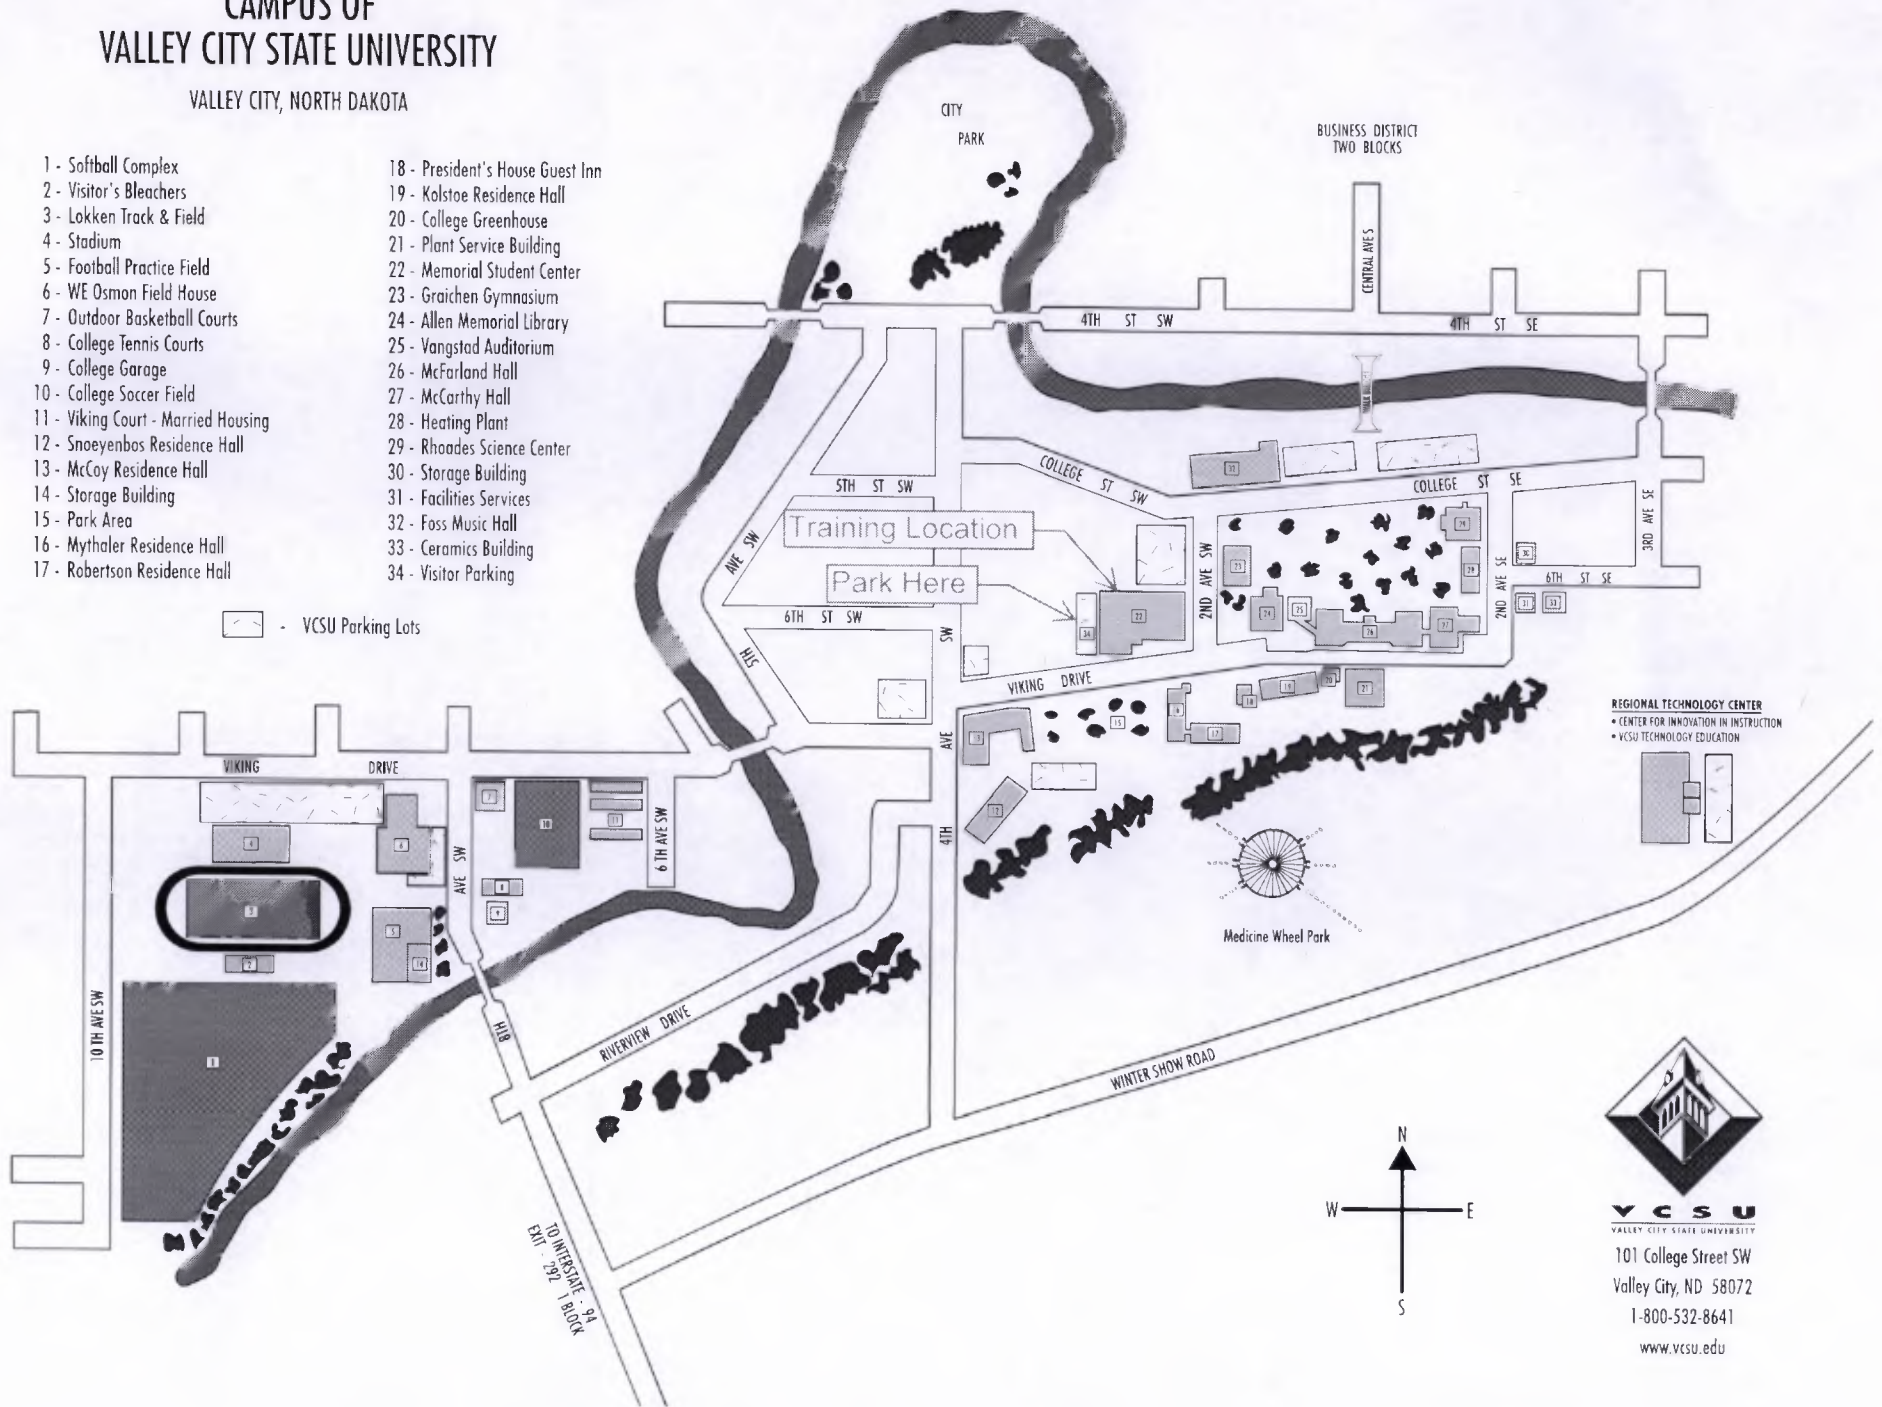 CAMPUS OF
VALLEY CITY STATE UNIVERSITY
VALLEY CITY, NORTH DAKOTA
1 - Softball Complex
2 - Visitor's Bleachers
3 - Lokken Track & Field
4 - Stadium
5 - Football Practice Field
6 - WE Osmon Field House
7 - Outdoor Basketball Courts
8 - College Tennis Courts
9 - College Garage
10 - College Soccer Field
11 - Viking Court - Married Housing
12 - Snoeyenbos Residence Hall
13 - McCoy Residence Hall
14 - Storage Building
15 - Park Area
16 - Mythaler Residence Hall
17 - Robertson Residence Hall
18 - President's House Guest Inn
19 - Kolstoe Residence Hall
20 - College Greenhouse
21 - Plant Service Building
22 - Memorial Student Center
23 - Graichen Gymnasium
24 - Allen Memorial Library
25 - Vangstad Auditorium
26 - McFarland Hall
27 - McCarthy Hall
28 - Heating Plant
29 - Rhoades Science Center
30 - Storage Building
31 - Facilities Services
32 - Foss Music Hall
33 - Ceramics Building
34 - Visitor Parking
- VCSU Parking Lots
CITY
PARK
BUSINESS DISTRICT
TWO BLOCKS
CENTRAL AVE S
4TH ST SW
4TH ST SE
COLLEGE ST SW
COLLEGE ST SE
5TH ST SW
Training Location
Park Here
AVE SW
5TH
6TH ST SW
SW
AVE
4TH
2ND AVE SW
2ND AVE SE
3RD AVE SE
6TH ST SE
VIKING DRIVE
VIKING DRIVE
REGIONAL TECHNOLOGY CENTER
• CENTER FOR INNOVATION IN INSTRUCTION
• VCSU TECHNOLOGY EDUCATION
6 TH AVE SW
AVE SW
8TH
10 TH AVE SW
RIVERVIEW DRIVE
Medicine Wheel Park
WINTER SHOW ROAD
TO INTERSTATE - 94
EXIT - 292 1 BLOCK
N
W
E
S
VCSU
VALLEY CITY STATE UNIVERSITY
101 College Street SW
Valley City, ND 58072
1-800-532-8641
www.vcsu.edu